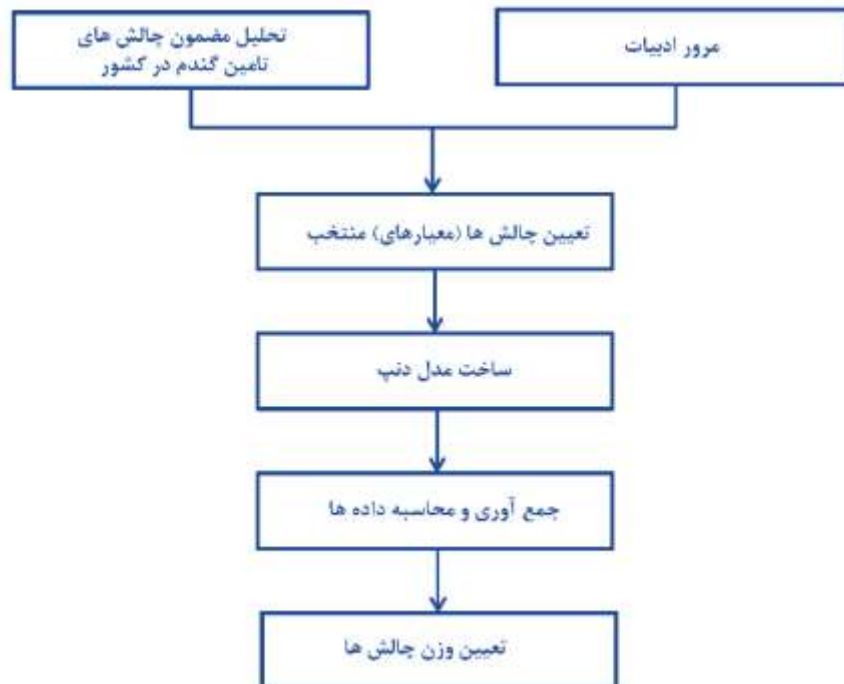 مرور ادبیات
تحلیل مضمون چالش های
تامین گندم در کشور
تعیین چالش ها (معیارهای) منتخب
ساخت مدل دنپ
جمع آوری و محاسبه داده ها
تعیین وزن چالش ها